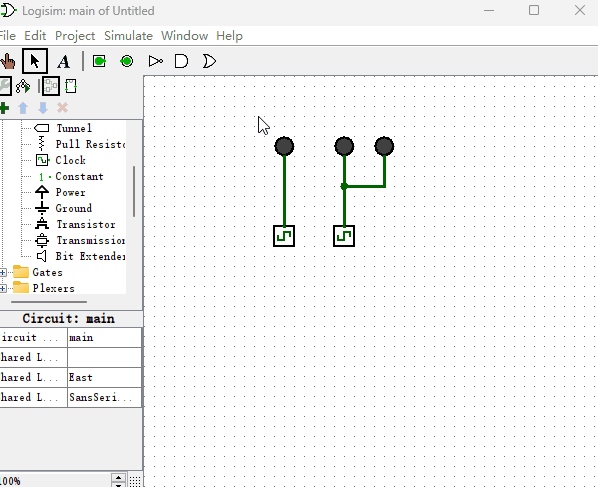 Logisim: main of Untitled
File Edit Project Simulate Window Help
A
Tunnel
Pull Resisto
Clock
1 Constant
Power
Ground
Transistor
Transmission
Bit Extender
Gates
Plexers
Circuit: main
ircuit ... main
hared L...
hared L... East
hared L... SansSeri...
100%